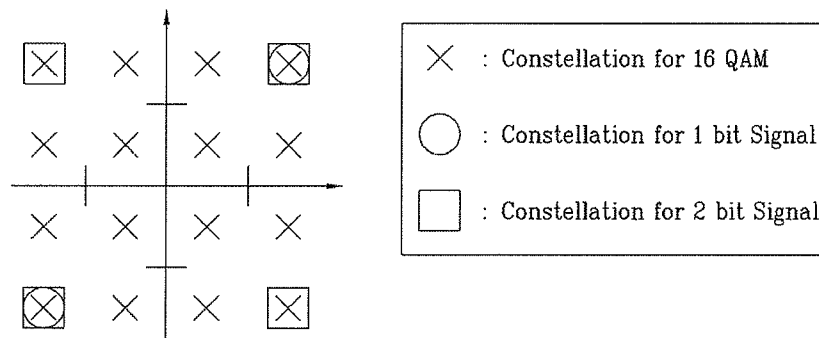 : Constellation for 16 QAM
: Constellation for 1 bit Signal
: Constellation for 2 bit Signal